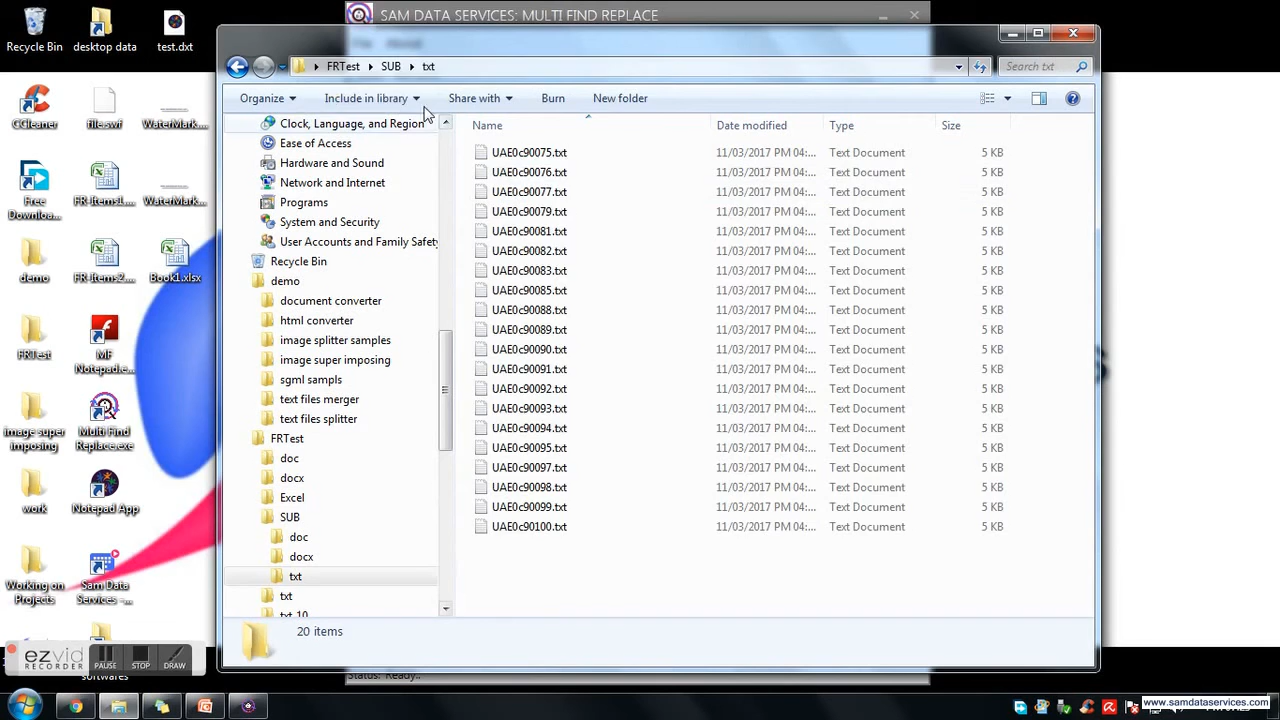 SAM DATA SERVICES: MULTI FIND REPLACE
Recycle Bin
desktop data
test.dxt
FRTest SUB txt
Search txt
Organize
Include in library
Share with
Burn
New folder
CCleaner
file.swf
WaterMark...
Free Downloa...
FR-Items1....
WaterMark...
demo
FR-Items2....
Book1.xlsx
FRTest
MF Notepad.e...
image super imposing
Multi Find Replace.exe
work
Notepad App
Working on Projects
Sam Data Services -...
softwares
Clock, Language, and Region
Ease of Access
Hardware and Sound
Network and Internet
Programs
System and Security
User Accounts and Family Safety
Recycle Bin
demo
document converter
html converter
image splitter samples
image super imposing
sgml sampls
text files merger
text files splitter
FRTest
doc
docx
Excel
SUB
doc
docx
txt
txt
txt 10
Name Date modified Type Size
UAE0c90075.txt 11/03/2017 PM 04:... Text Document 5 KB
UAE0c90076.txt 11/03/2017 PM 04:... Text Document 5 KB
UAE0c90077.txt 11/03/2017 PM 04:... Text Document 5 KB
UAE0c90079.txt 11/03/2017 PM 04:... Text Document 5 KB
UAE0c90081.txt 11/03/2017 PM 04:... Text Document 5 KB
UAE0c90082.txt 11/03/2017 PM 04:... Text Document 5 KB
UAE0c90083.txt 11/03/2017 PM 04:... Text Document 5 KB
UAE0c90085.txt 11/03/2017 PM 04:... Text Document 5 KB
UAE0c90088.txt 11/03/2017 PM 04:... Text Document 5 KB
UAE0c90089.txt 11/03/2017 PM 04:... Text Document 5 KB
UAE0c90090.txt 11/03/2017 PM 04:... Text Document 5 KB
UAE0c90091.txt 11/03/2017 PM 04:... Text Document 5 KB
UAE0c90092.txt 11/03/2017 PM 04:... Text Document 5 KB
UAE0c90093.txt 11/03/2017 PM 04:... Text Document 5 KB
UAE0c90094.txt 11/03/2017 PM 04:... Text Document 5 KB
UAE0c90095.txt 11/03/2017 PM 04:... Text Document 5 KB
UAE0c90097.txt 11/03/2017 PM 04:... Text Document 5 KB
UAE0c90098.txt 11/03/2017 PM 04:... Text Document 5 KB
UAE0c90099.txt 11/03/2017 PM 04:... Text Document 5 KB
UAE0c90100.txt 11/03/2017 PM 04:... Text Document 5 KB
20 items
Status: Ready..
ezvid
RECORDER
PAUSE
STOP
DRAW
www.samdataservices.com